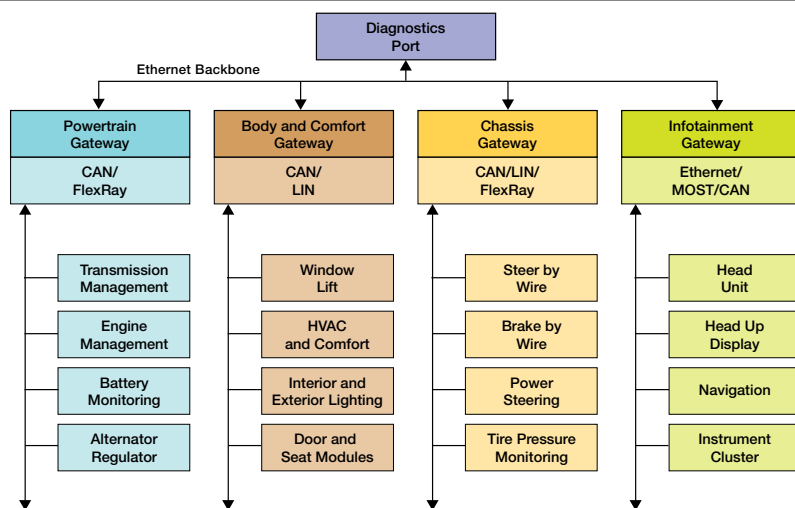 Diagnostics
Port
Ethernet Backbone
Powertrain
Gateway
CAN/
FlexRay
Transmission
Management
Engine
Management
Battery
Monitoring
Alternator
Regulator
Body and Comfort
Gateway
CAN/
LIN
Window
Lift
HVAC
and Comfort
Interior and
Exterior Lighting
Door and
Seat Modules
Chassis
Gateway
CAN/LIN/
FlexRay
Steer by
Wire
Brake by
Wire
Power
Steering
Tire Pressure
Monitoring
Infotainment
Gateway
Ethernet/
MOST/CAN
Head
Unit
Head Up
Display
Navigation
Instrument
Cluster